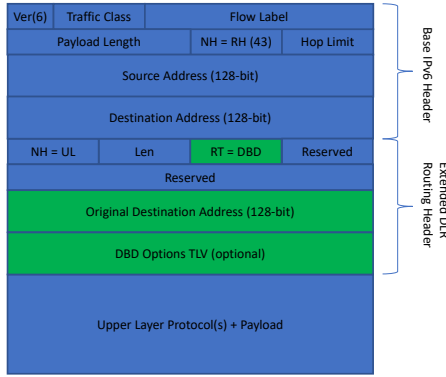 Ver(6) Traffic Class Flow Label
Payload Length NH = RH (43) Hop Limit
Source Address (128-bit)
Destination Address (128-bit)
NH = UL Len RT = DBD Reserved
Reserved
Original Destination Address (128-bit)
DBD Options TLV (optional)
Upper Layer Protocol(s) + Payload
Base IPv6 Header
Extended DLR
Routing Header